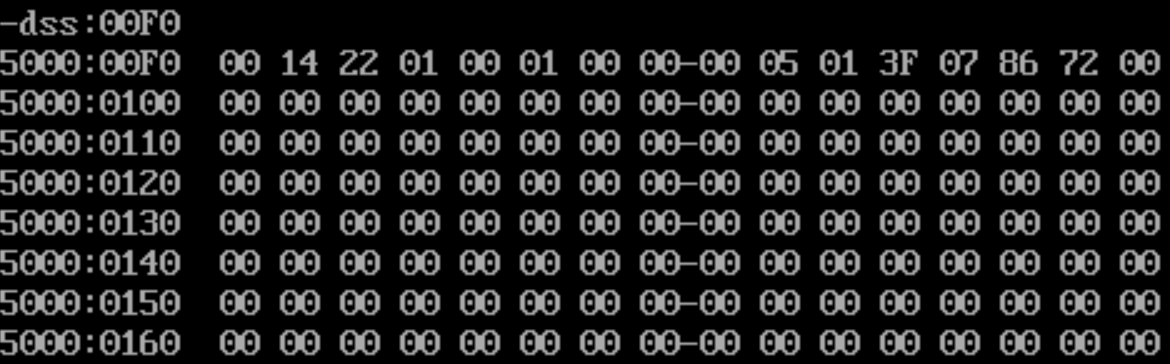 -dss:00F0
5000:00F0  00 14 22 01 00 01 00 00-00 05 01 3F 07 86 72 00
5000:0100  00 00 00 00 00 00 00 00-00 00 00 00 00 00 00 00
5000:0110  00 00 00 00 00 00 00 00-00 00 00 00 00 00 00 00
5000:0120  00 00 00 00 00 00 00 00-00 00 00 00 00 00 00 00
5000:0130  00 00 00 00 00 00 00 00-00 00 00 00 00 00 00 00
5000:0140  00 00 00 00 00 00 00 00-00 00 00 00 00 00 00 00
5000:0150  00 00 00 00 00 00 00 00-00 00 00 00 00 00 00 00
5000:0160  00 00 00 00 00 00 00 00-00 00 00 00 00 00 00 00